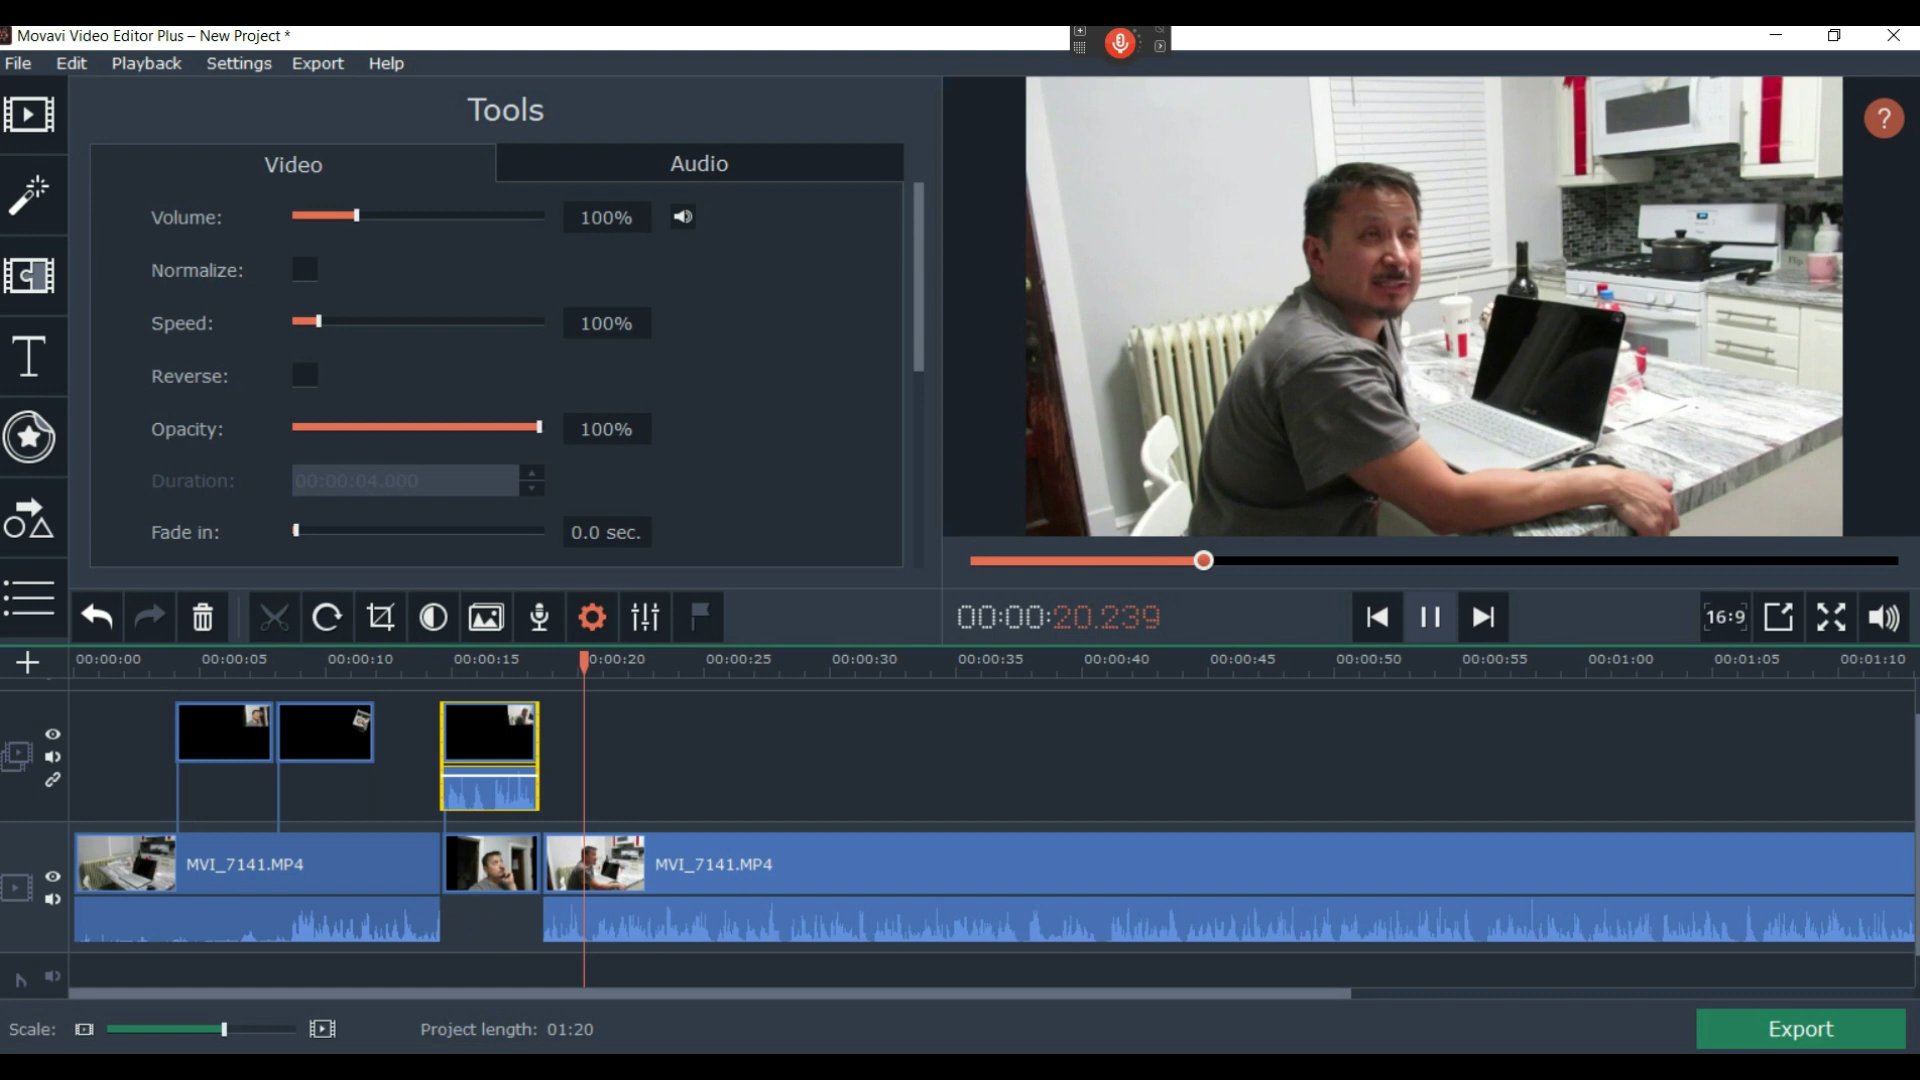 Movavi Video Editor Plus – New Project *
File Edit Playback Settings Export Help
Tools
Video Audio
Volume: 100%
Normalize:
Speed: 100%
Reverse:
Opacity: 100%
Duration: 00:00:04.000
Fade in: 0.0 sec.
?
00:00:20.239
16:9
00:00:00 00:00:05 00:00:10 00:00:15 0:00:20 00:00:25 00:00:30 00:00:35 00:00:40 00:00:45 00:00:50 00:00:55 00:01:00 00:01:05 00:01:10
MVI_7141.MP4 MVI_7141.MP4
Scale: Project length: 01:20 Export